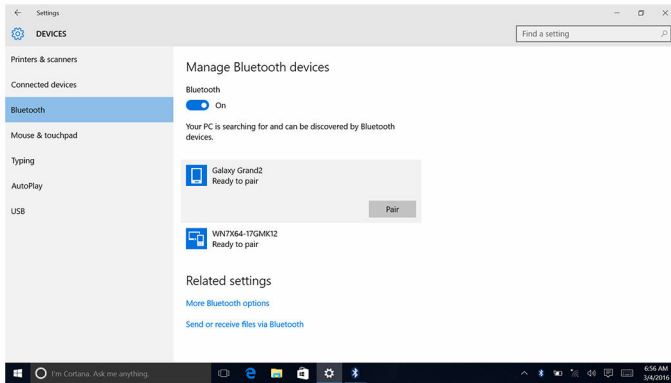 Settings
DEVICES
Find a setting
Printers & scanners
Connected devices
Bluetooth
Mouse & touchpad
Typing
AutoPlay
USB
Manage Bluetooth devices
Bluetooth
On
Your PC is searching for and can be discovered by Bluetooth
devices.
Galaxy Grand2
Ready to pair
Pair
WN7X64-17GMK12
Ready to pair
Related settings
More Bluetooth options
Send or receive files via Bluetooth
I'm Cortana. Ask me anything.
6:56 AM
3/4/2016